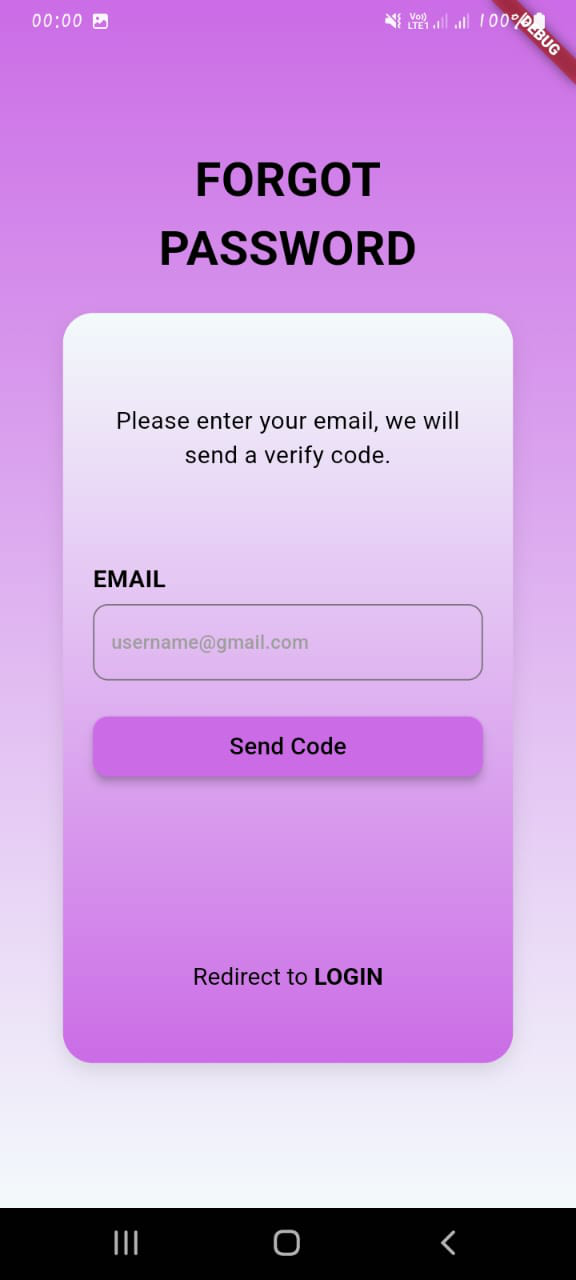 00:00 Vo) LTE1 100%
DEBUG
FORGOT
PASSWORD
Please enter your email, we will
send a verify code.
EMAIL
username@gmail.com
Send Code
Redirect to LOGIN